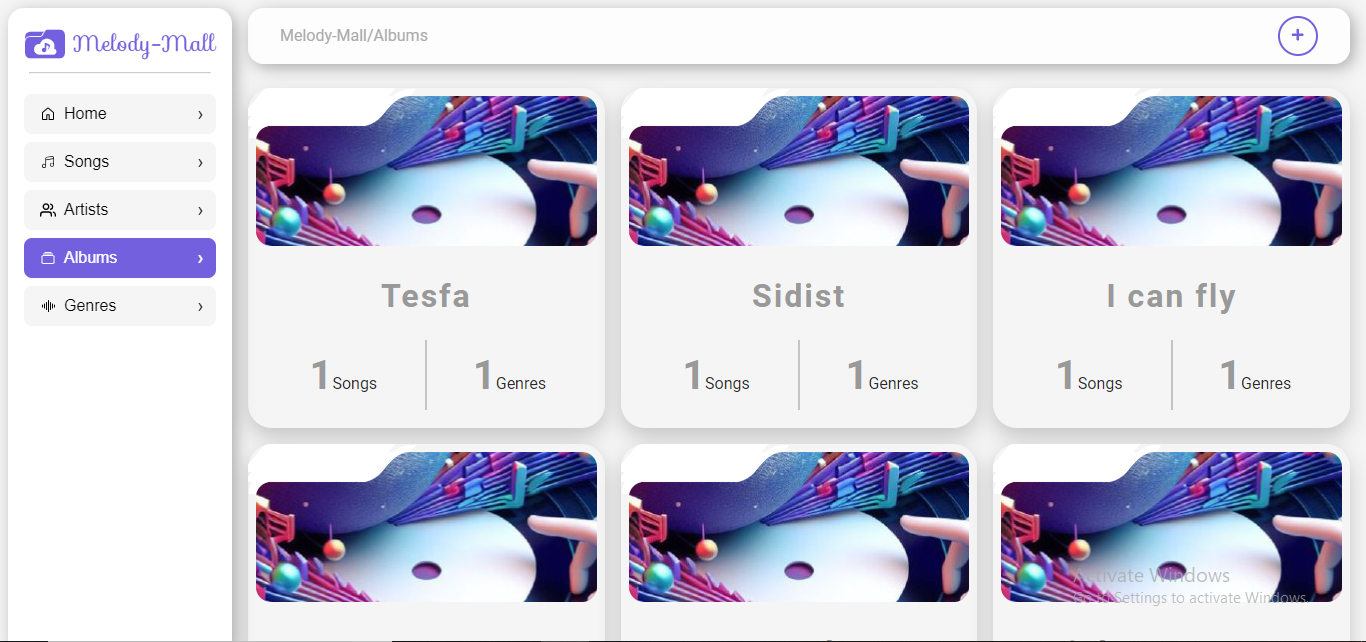 Melody-Mall
Melody-Mall/Albums
+
Home ›
Songs ›
Artists ›
Albums ›
Genres ›
Tesfa
Sidist
I can fly
1 Songs 1 Genres
1 Songs 1 Genres
1 Songs 1 Genres
Activate Windows
Go to Settings to activate Windows.